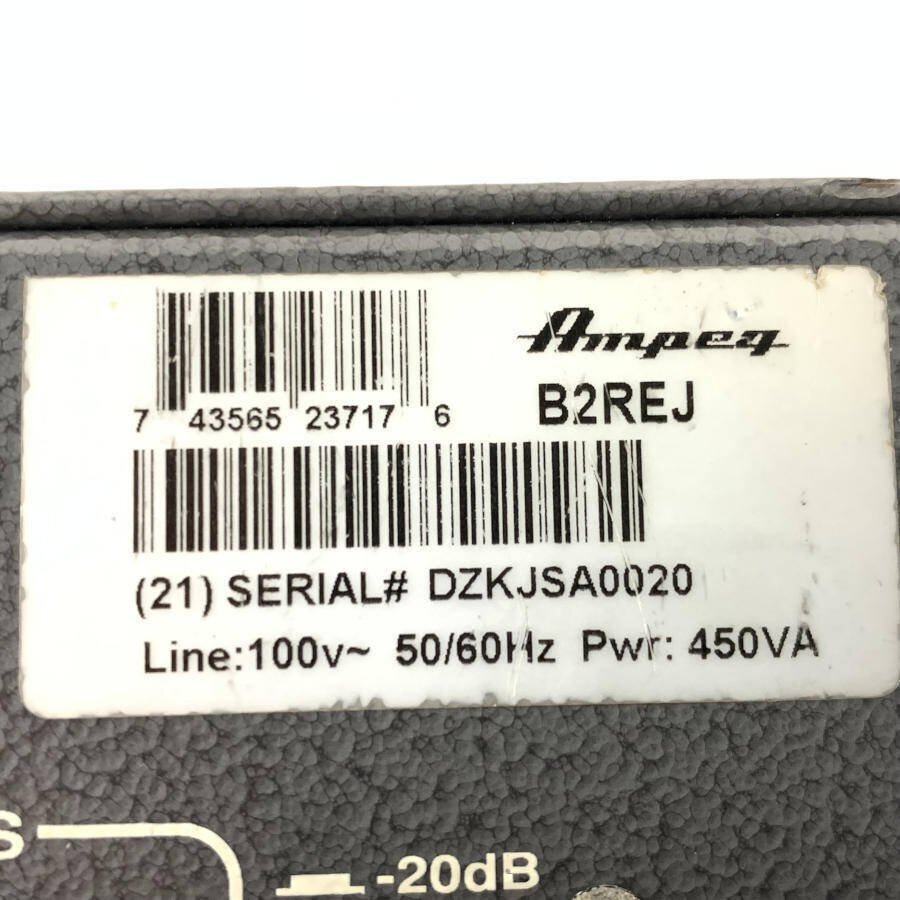 Ampeg
B2REJ
7 43565 23717 6
(21) SERIAL# DZKJSA0020
Line:100v~ 50/60Hz Pwr: 450VA
S
-20dB